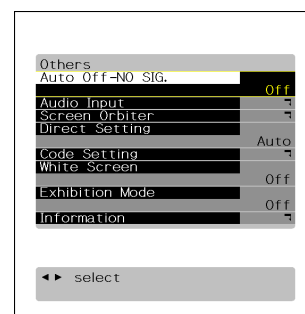 Others
Auto Off-NO SIG.
Off
Audio Input
Screen Orbiter
Direct Setting
Auto
Code Setting
White Screen
Off
Exhibition Mode
Off
Information
◄► select